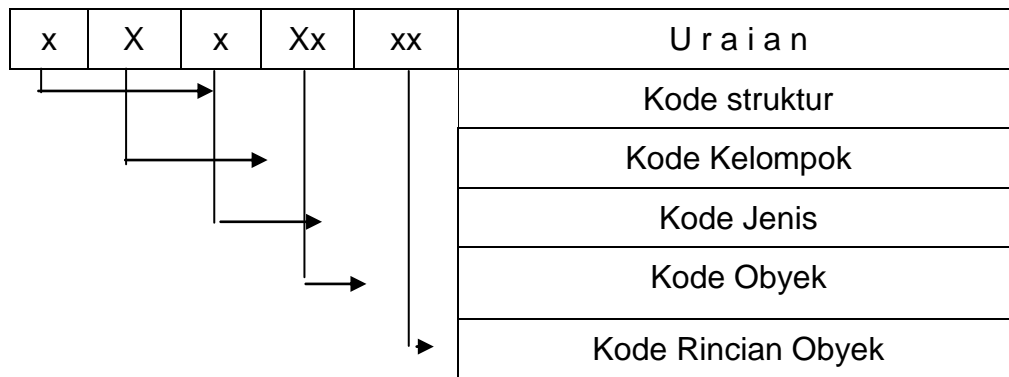 x X x Xx xx U r a i a n
Kode struktur
Kode Kelompok
Kode Jenis
Kode Obyek
Kode Rincian Obyek